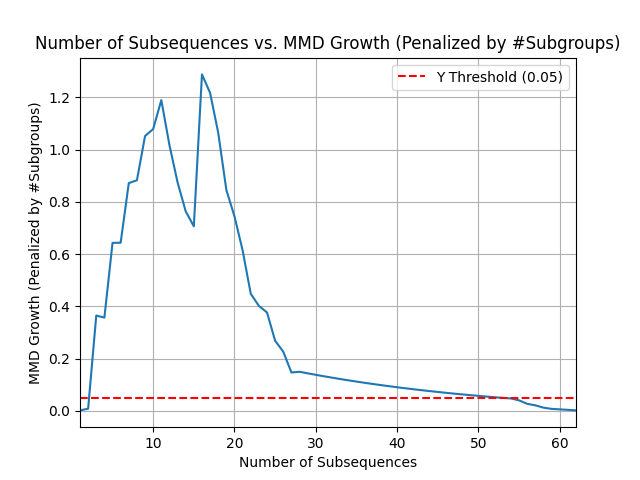 Number of Subsequences vs. MMD Growth (Penalized by #Subgroups)
Y Threshold (0.05)
MMD Growth (Penalized by #Subgroups)
1.2
1.0
0.8
0.6
0.4
0.2
0.0
10 20 30 40 50 60
Number of Subsequences